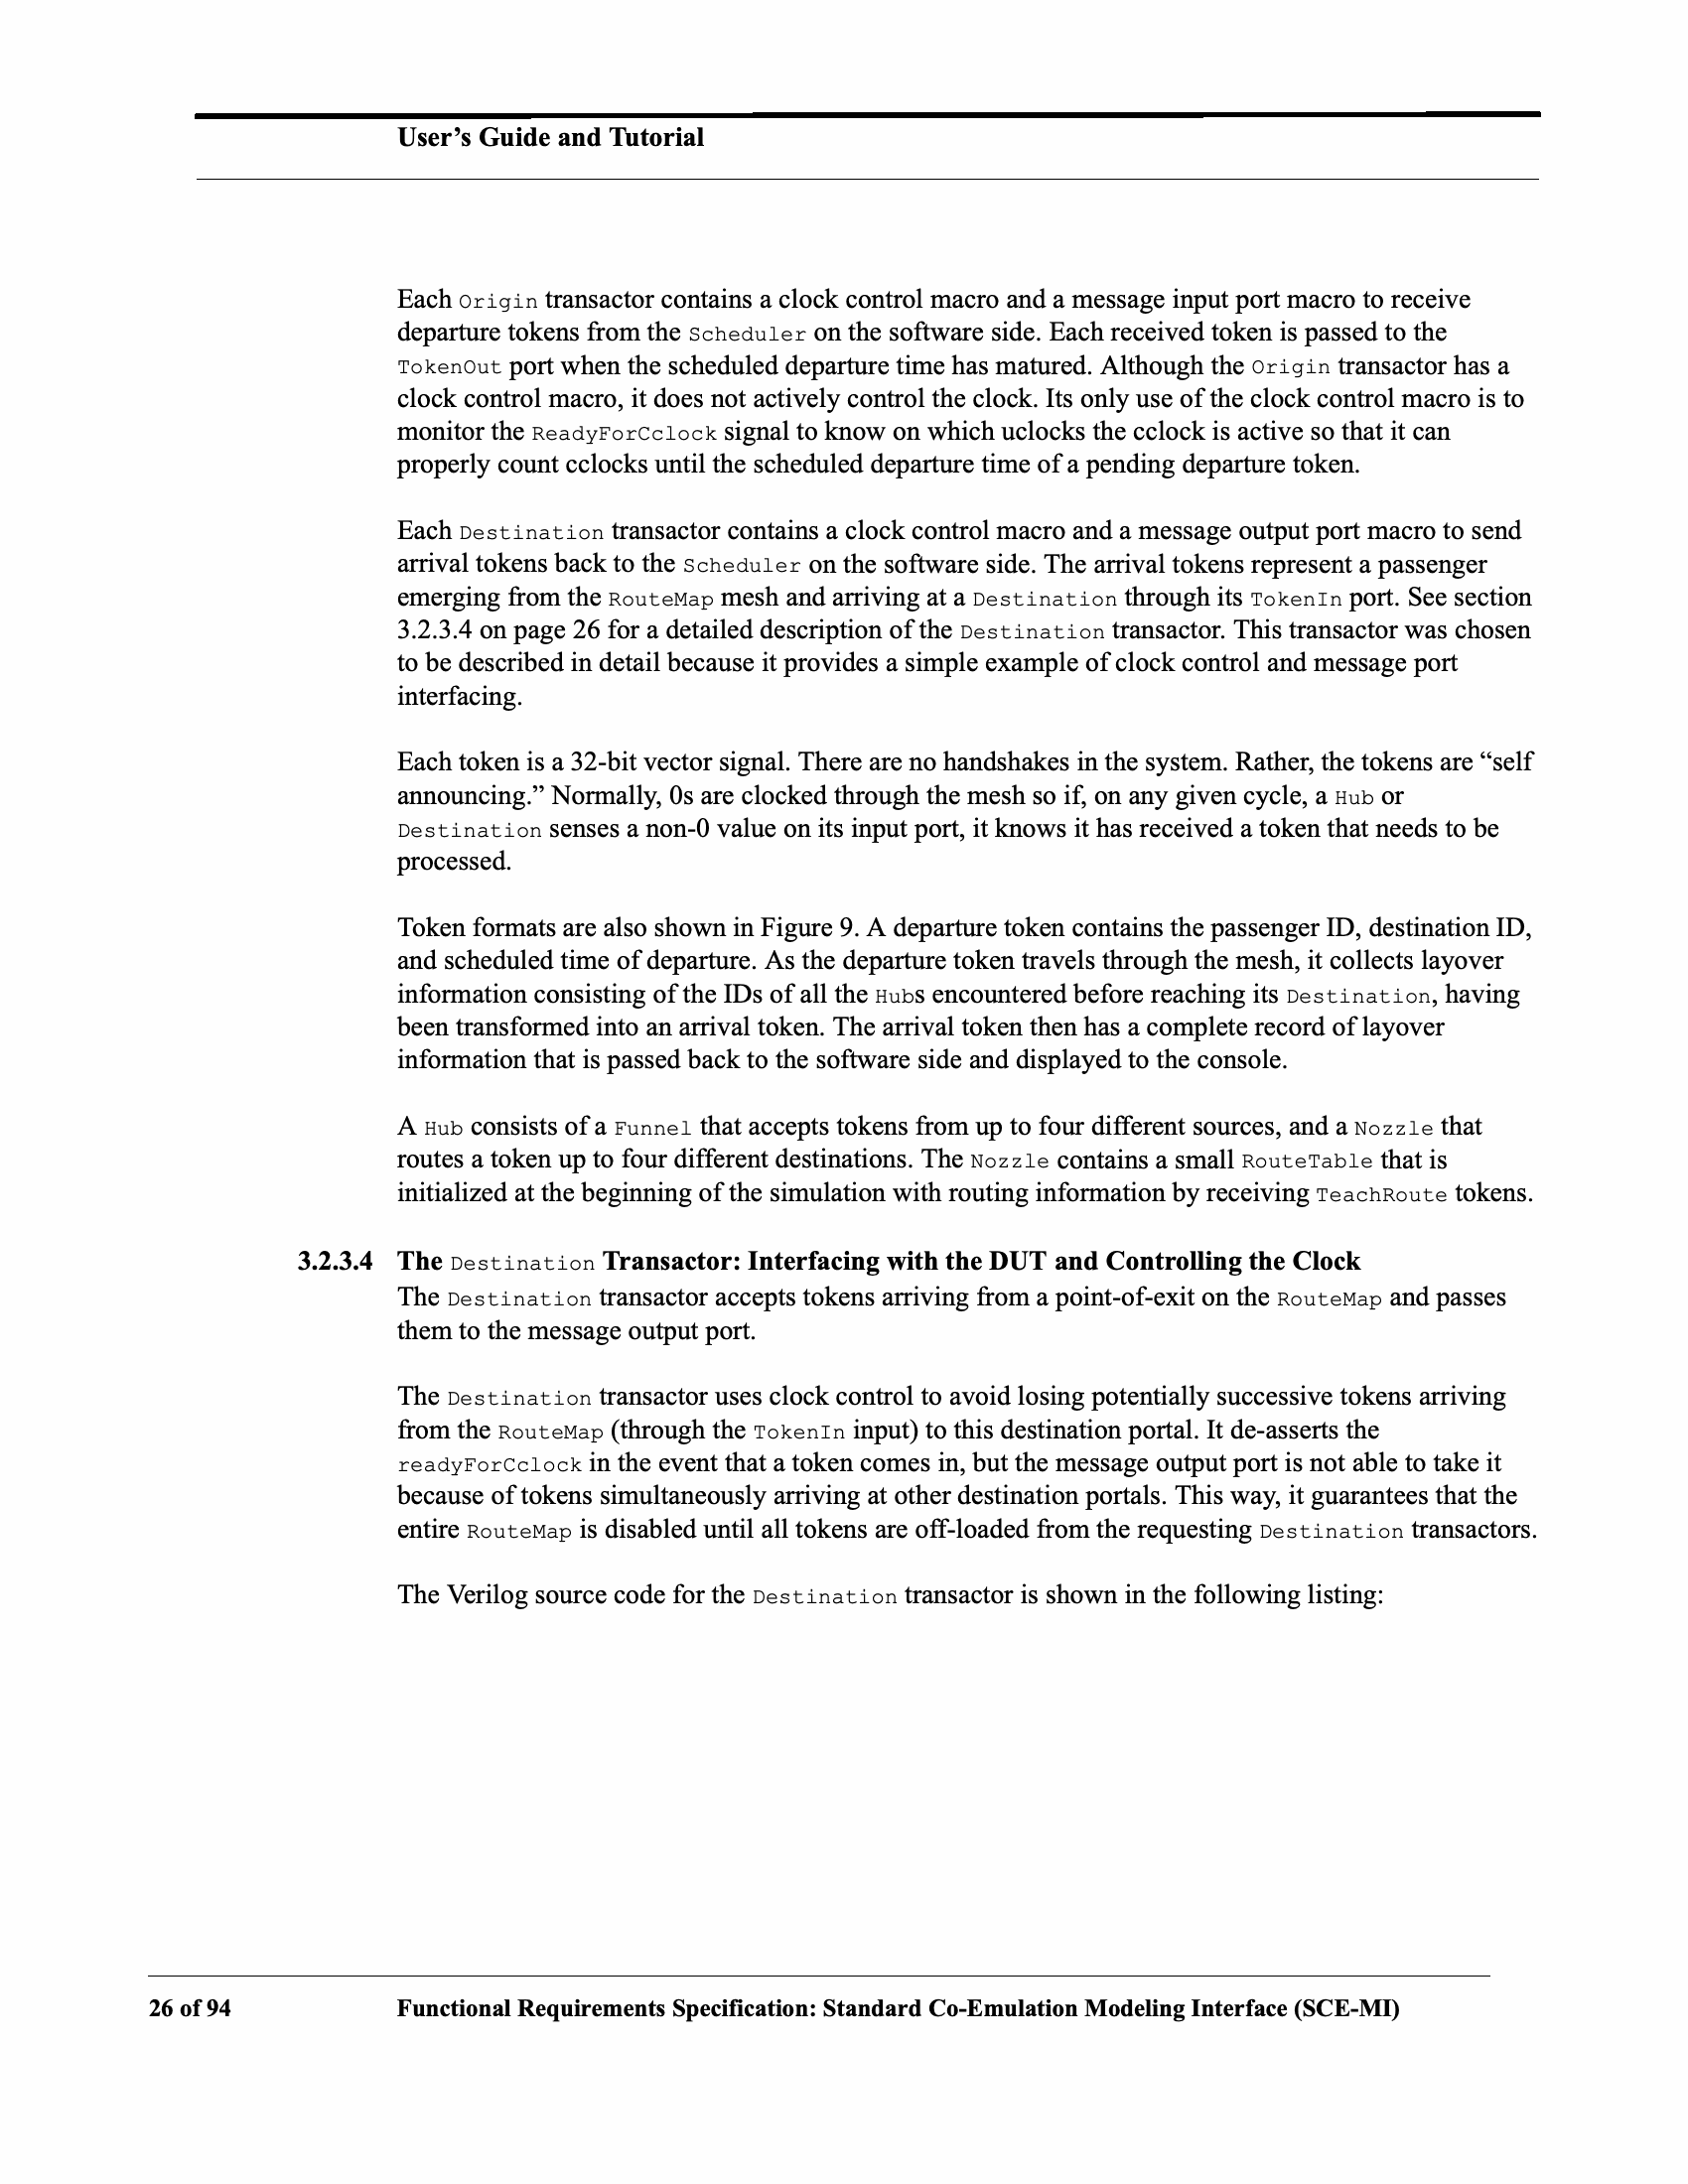 User’s Guide and Tutorial
Each Origin transactor contains a clock control macro and a message input port macro to receive
departure tokens from the Scheduler on the software side. Each received token is passed to the
TokenOut port when the scheduled departure time has matured. Although the Origin transactor has a
clock control macro, it does not actively control the clock. Its only use of the clock control macro is to
monitor the ReadyForCclock signal to know on which uclocks the cclock is active so that it can
properly count cclocks until the scheduled departure time of a pending departure token.
Each Destination transactor contains a clock control macro and a message output port macro to send
arrival tokens back to the Scheduler on the software side. The arrival tokens represent a passenger
emerging from the RouteMap mesh and arriving at a Destination through its TokenIn port. See section
3.2.3.4 on page 26 for a detailed description of the Destination transactor. This transactor was chosen
to be described in detail because it provides a simple example of clock control and message port
interfacing.
Each token is a 32-bit vector signal. There are no handshakes in the system. Rather, the tokens are “self
announcing.” Normally, 0s are clocked through the mesh so if, on any given cycle, a Hub or
Destination senses a non-0 value on its input port, it knows it has received a token that needs to be
processed.
Token formats are also shown in Figure 9. A departure token contains the passenger ID, destination ID,
and scheduled time of departure. As the departure token travels through the mesh, it collects layover
information consisting of the IDs of all the Hubs encountered before reaching its Destination, having
been transformed into an arrival token. The arrival token then has a complete record of layover
information that is passed back to the software side and displayed to the console.
A Hub consists of a Funnel that accepts tokens from up to four different sources, and a Nozzle that
routes a token up to four different destinations. The Nozzle contains a small RouteTable that is
initialized at the beginning of the simulation with routing information by receiving TeachRoute tokens.
3.2.3.4 The Destination Transactor: Interfacing with the DUT and Controlling the Clock
The Destination transactor accepts tokens arriving from a point-of-exit on the RouteMap and passes
them to the message output port.
The Destination transactor uses clock control to avoid losing potentially successive tokens arriving
from the RouteMap (through the TokenIn input) to this destination portal. It de-asserts the
readyForCclock in the event that a token comes in, but the message output port is not able to take it
because of tokens simultaneously arriving at other destination portals. This way, it guarantees that the
entire RouteMap is disabled until all tokens are off-loaded from the requesting Destination transactors.
The Verilog source code for the Destination transactor is shown in the following listing:
26 of 94 Functional Requirements Specification: Standard Co-Emulation Modeling Interface (SCE-MI)